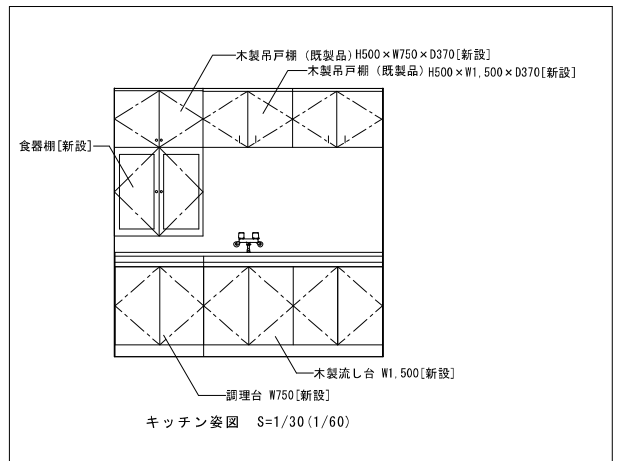 木製吊戸棚 (既製品) H500×W750×D370[新設]
木製吊戸棚 (既製品) H500×W1,500×D370[新設]
食器棚[新設]
木製流し台 W1,500[新設]
調理台 W750[新設]
キッチン姿図 S=1/30(1/60)